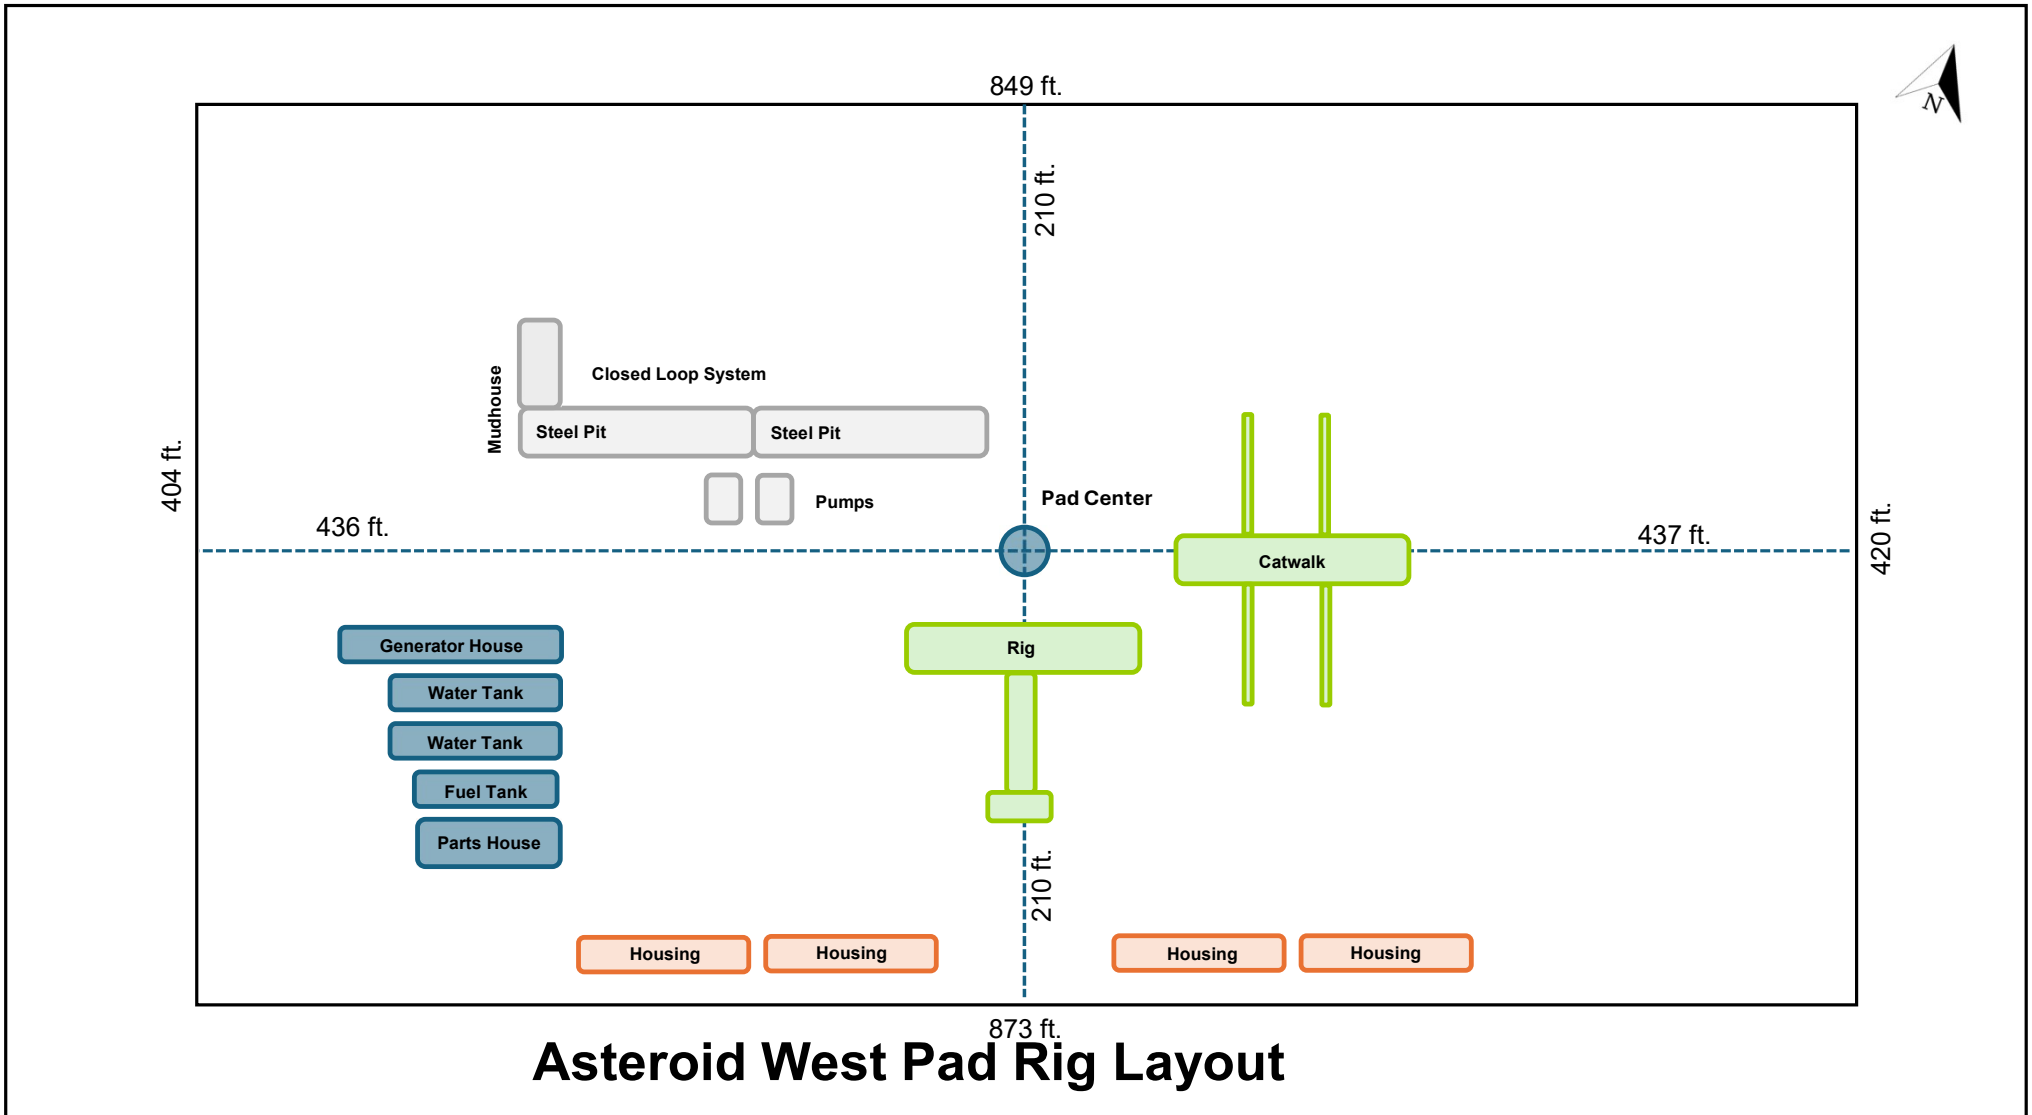 849 ft.
N
210 ft.
Mudhouse
Closed Loop System
Steel Pit
Steel Pit
404 ft.
Pumps
Pad Center
436 ft.
437 ft.
420 ft.
Catwalk
Generator House
Rig
Water Tank
Water Tank
Fuel Tank
Parts House
210 ft.
Housing
Housing
Housing
Housing
873 ft.
Asteroid West Pad Rig Layout